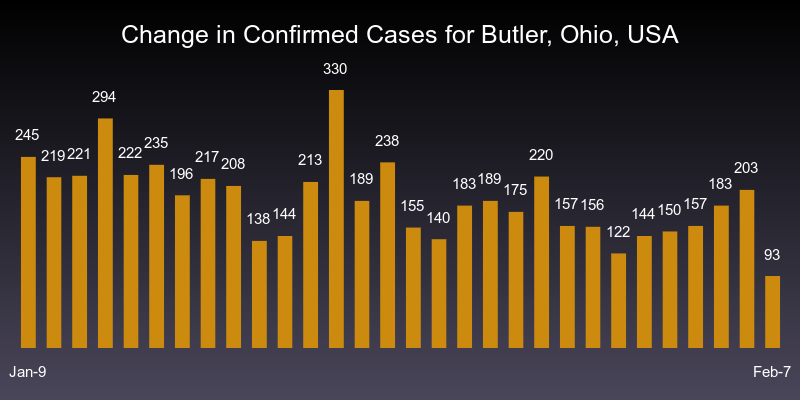 Change in Confirmed Cases for Butler, Ohio, USA
245 219 221 294 222 235 196 217 208 138 144 213 330 189 238 155 140 183 189 175 220 157 156 122 144 150 157 183 203 93
Jan-9 Feb-7